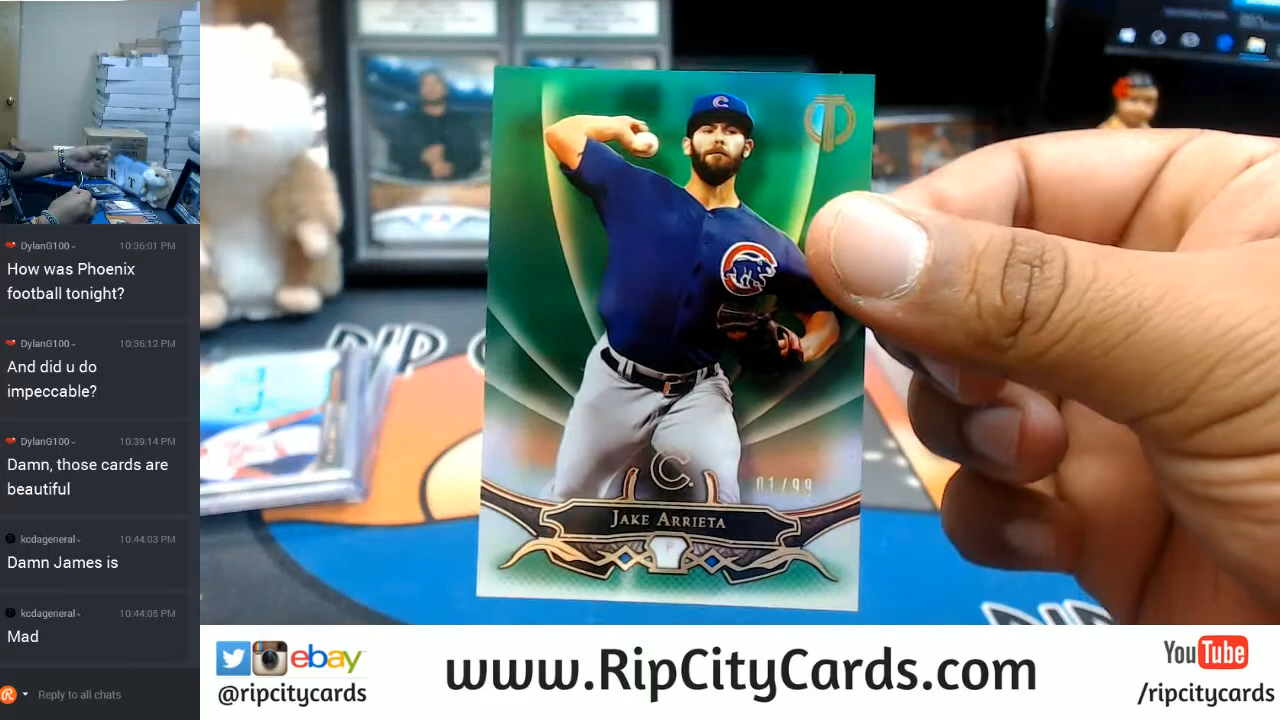 DylanG100
10:36:01 PM
How was Phoenix
football tonight?
DylanG100
10:36:12 PM
And did u do
impeccable?
DylanG100
10:39:14 PM
Damn, those cards are
beautiful
kcdageneral
10:44:03 PM
Damn James is
kcdageneral
10:44:05 PM
Mad
Reply to all chats
C
01/99
JAKE ARRIETA
P
RIP
RIP
ebay
@ripcitycards
www.RipCityCards.com
YouTube
/ripcitycards